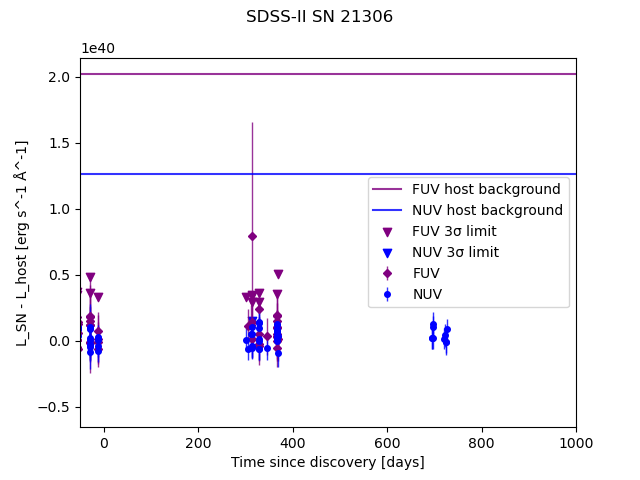 SDSS-II SN 21306
1e40
2.0
1.5
1.0
0.5
0.0
−0.5
L_SN - L_host [erg s^-1 Å^-1]
FUV host background
NUV host background
FUV 3σ limit
NUV 3σ limit
FUV
NUV
0 200 400 600 800 1000
Time since discovery [days]